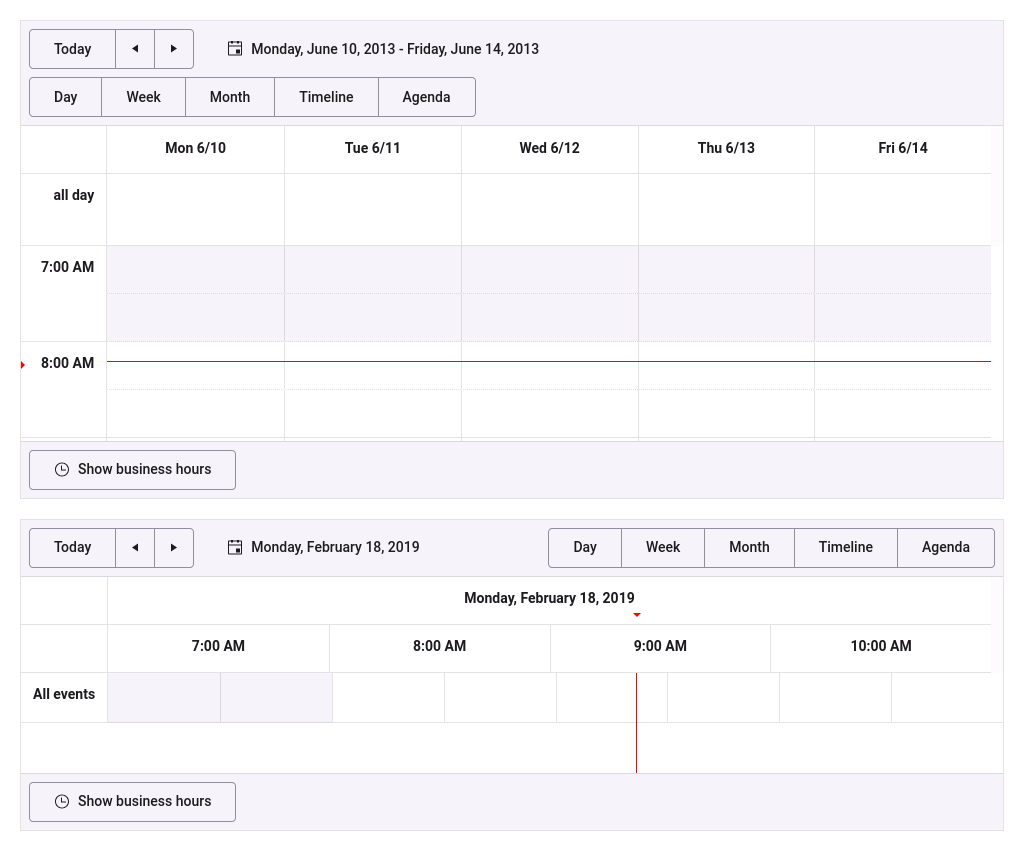 Today Monday, June 10, 2013 - Friday, June 14, 2013
Day Week Month Timeline Agenda
Mon 6/10 Tue 6/11 Wed 6/12 Thu 6/13 Fri 6/14
all day
7:00 AM
8:00 AM
Show business hours
Today Monday, February 18, 2019 Day Week Month Timeline Agenda
Monday, February 18, 2019
7:00 AM 8:00 AM 9:00 AM 10:00 AM
All events
Show business hours